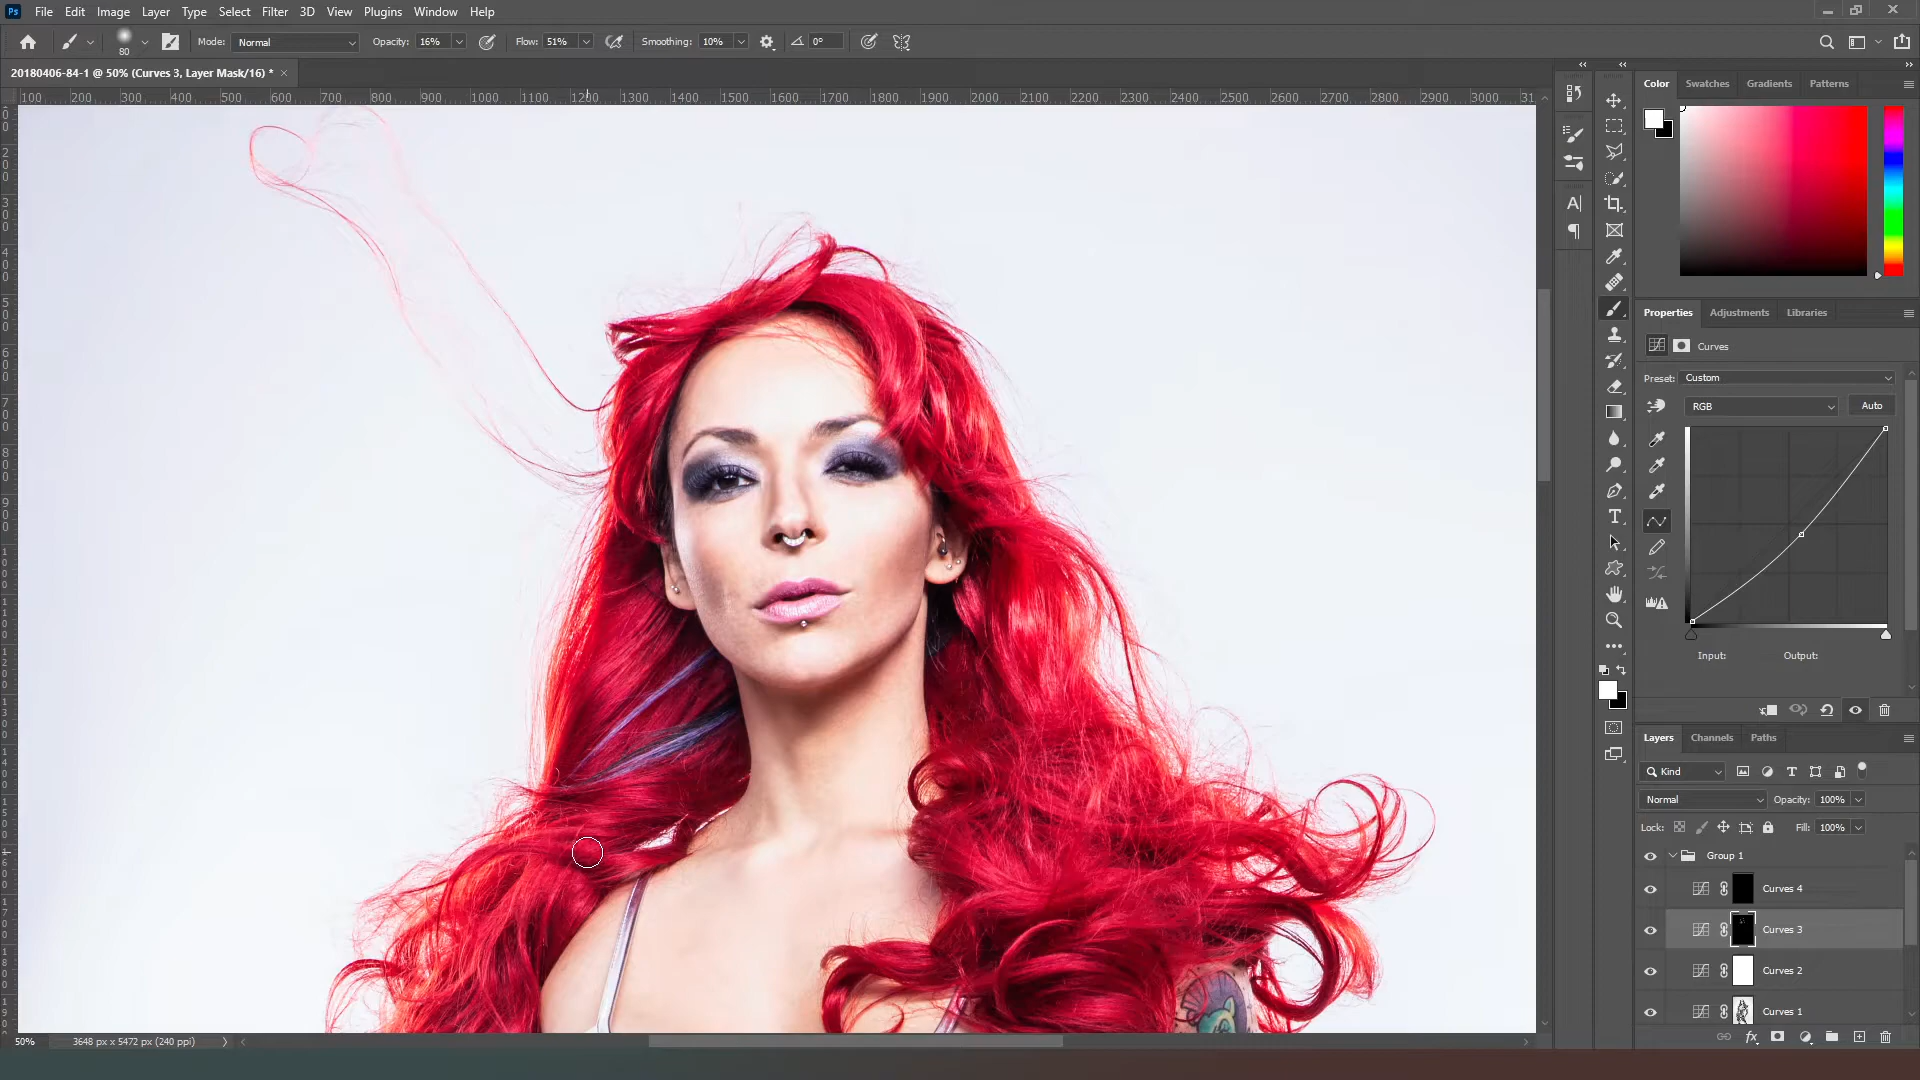 Ps File Edit Image Layer Type Select Filter 3D View Plugins Window Help
80 Mode: Normal Opacity: 16% Flow: 51% Smoothing: 10% 0°
20180406-84-1 @ 50% (Curves 3, Layer Mask/16) * ×
100 200 300 400 500 600 700 800 900 1000 1100 1200 1300 1400 1500 1600 1700 1800 1900 2000 2100 2200 2300 2400 2500 2600 2700 2800 2900 3000 31
Color Swatches Gradients Patterns
Properties Adjustments Libraries
Curves
Preset: Custom
RGB Auto
Input: Output:
Layers Channels Paths
Kind
Normal Opacity: 100%
Lock: Fill: 100%
Group 1
Curves 4
Curves 3
Curves 2
Curves 1
50% 3648 px x 5472 px (240 ppi)